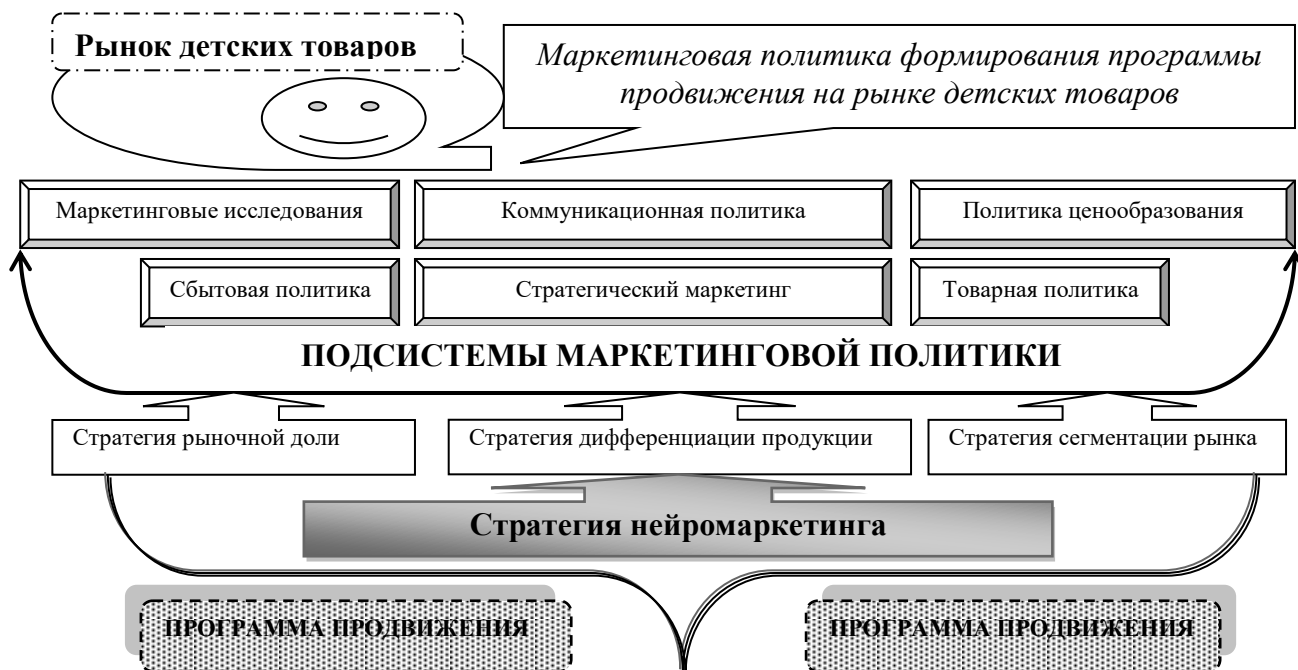 Рынок детских товаров
Маркетинговая политика формирования программы
продвижения на рынке детских товаров
Маркетинговые исследования
Коммуникационная политика
Политика ценообразования
Сбытовая политика
Стратегический маркетинг
Товарная политика
ПОДСИСТЕМЫ МАРКЕТИНГОВОЙ ПОЛИТИКИ
Стратегия рыночной доли
Стратегия дифференциации продукции
Стратегия сегментации рынка
Стратегия нейромаркетинга
ПРОГРАММА ПРОДВИЖЕНИЯ
ПРОГРАММА ПРОДВИЖЕНИЯ